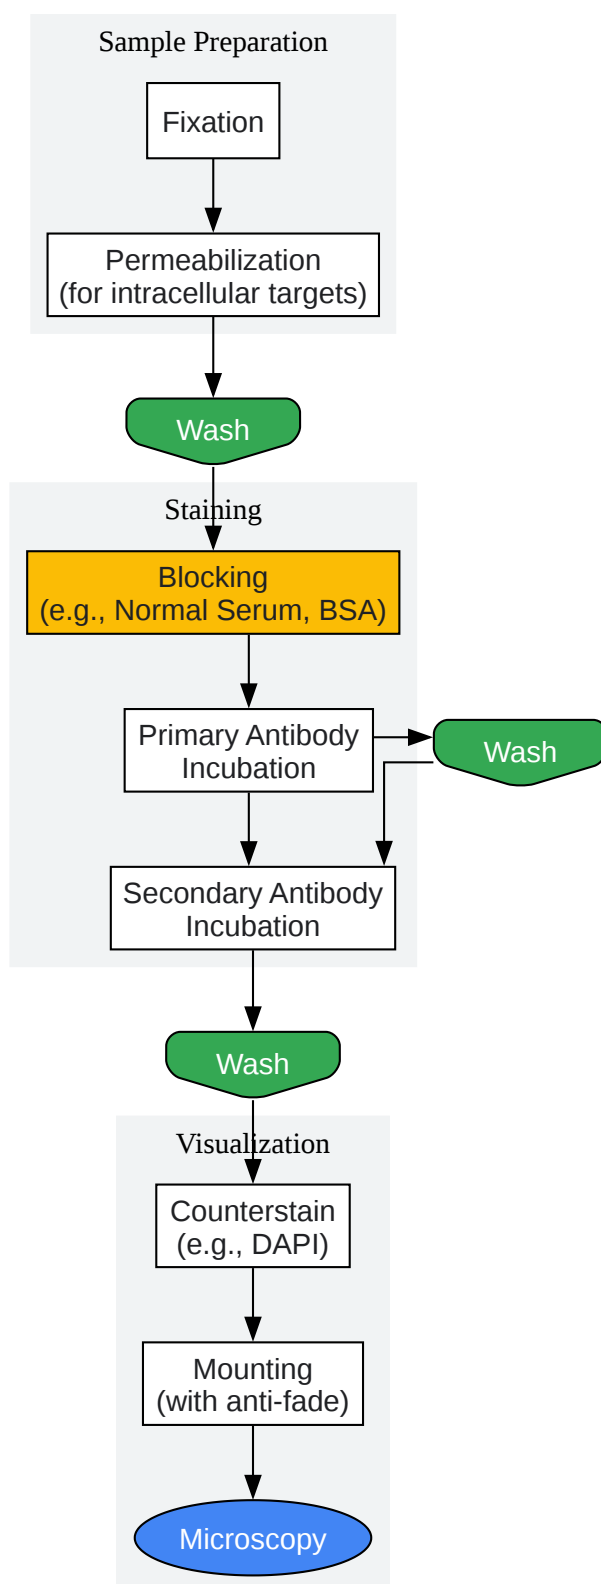 Sample Preparation
Fixation
Permeabilization
(for intracellular targets)
Wash
Staining
Blocking
(e.g., Normal Serum, BSA)
Primary Antibody
Incubation
Wash
Secondary Antibody
Incubation
Wash
Visualization
Counterstain
(e.g., DAPI)
Mounting
(with anti-fade)
Microscopy